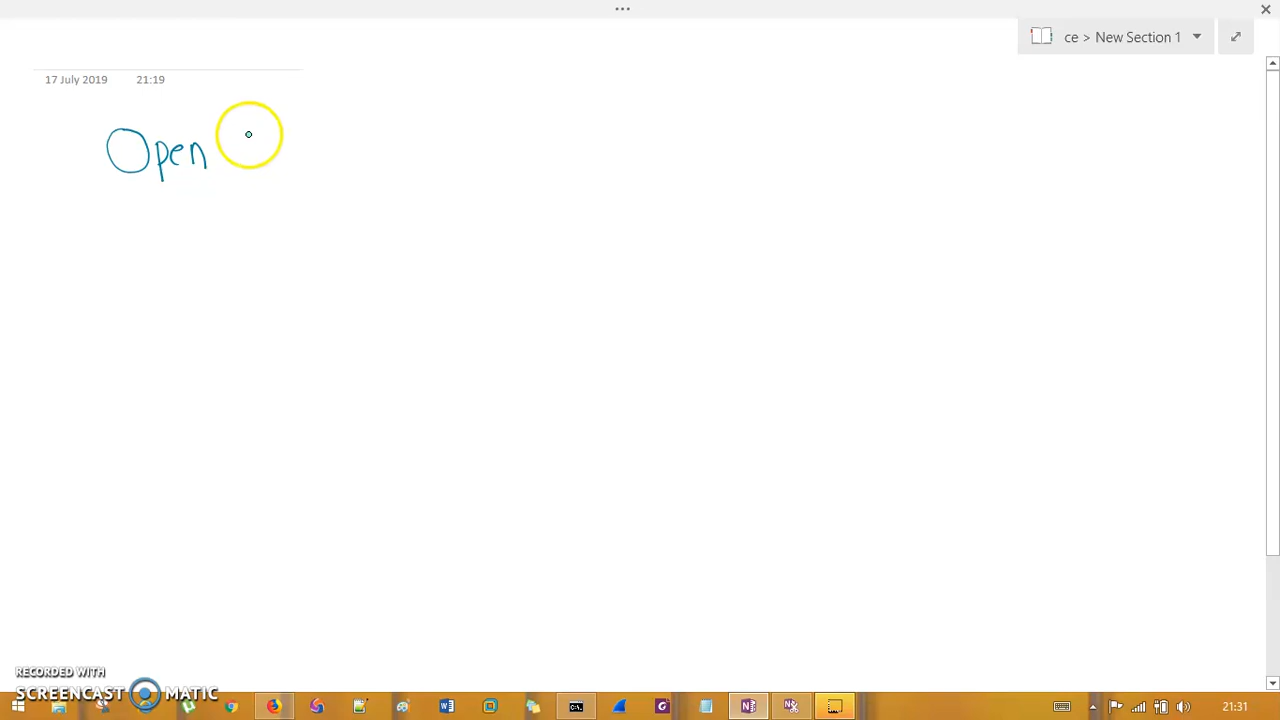 ce > New Section 1
17 July 2019 21:19
Open
RECORDED WITH
SCREENCAST MATIC
21:31